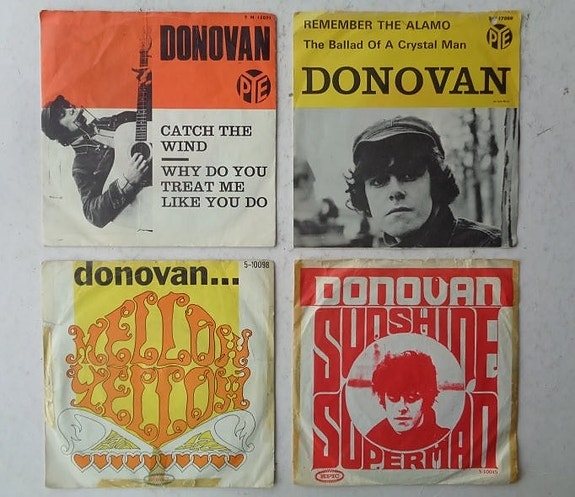 DONOVAN
PYE
CATCH THE
WIND
WHY DO YOU
TREAT ME
LIKE YOU DO
REMEMBER THE ALAMO
The Ballad Of A Crystal Man
PYE
DONOVAN
donovan...
5-10098
MELLOW
YELLOW
DONOVAN
SUNSHINE
SUPERMAN
EPIC